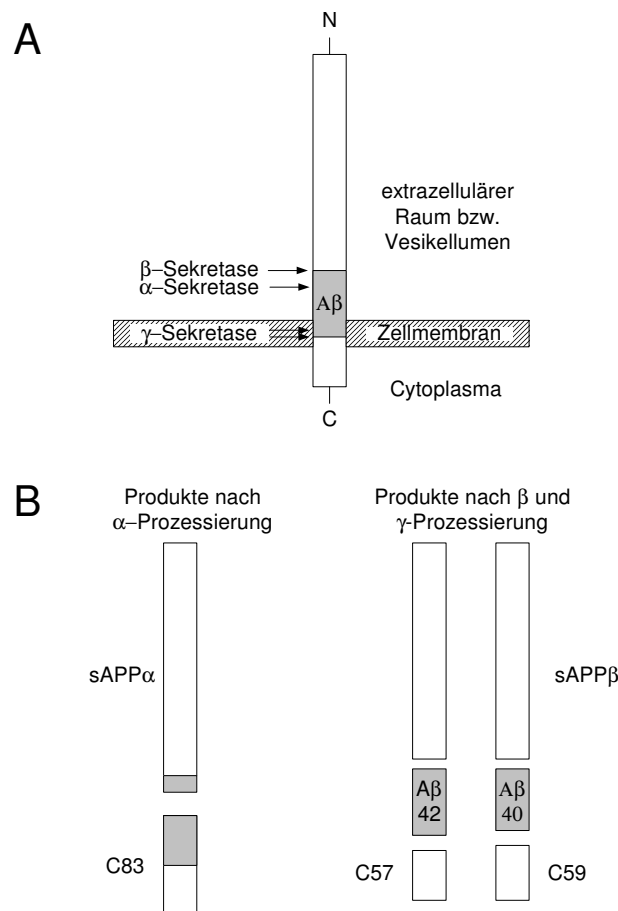 A
N
extrazellulärer
Raum bzw.
Vesikellumen
β–Sekretase
α–Sekretase
Aβ
γ–Sekretase
Zellmembran
Cytoplasma
C
B
Produkte nach
α–Prozessierung
Produkte nach β und
γ-Prozessierung
sAPPα
sAPPβ
Aβ
42
Aβ
40
C83
C57
C59